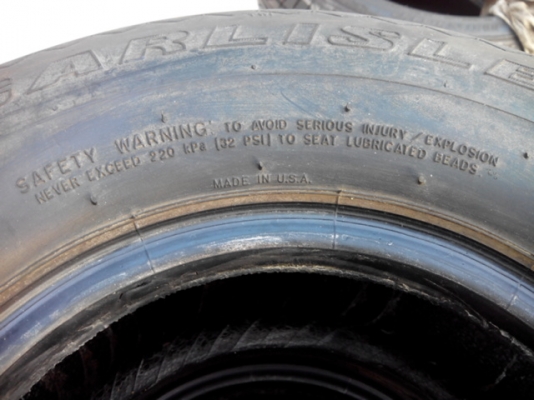 CARLISLE
SAFETY WARNING: TO AVOID SERIOUS INJURY/EXPLOSION
NEVER EXCEED 220 kPa (32 PSI) TO SEAT LUBRICATED BEADS
MADE IN U.S.A.